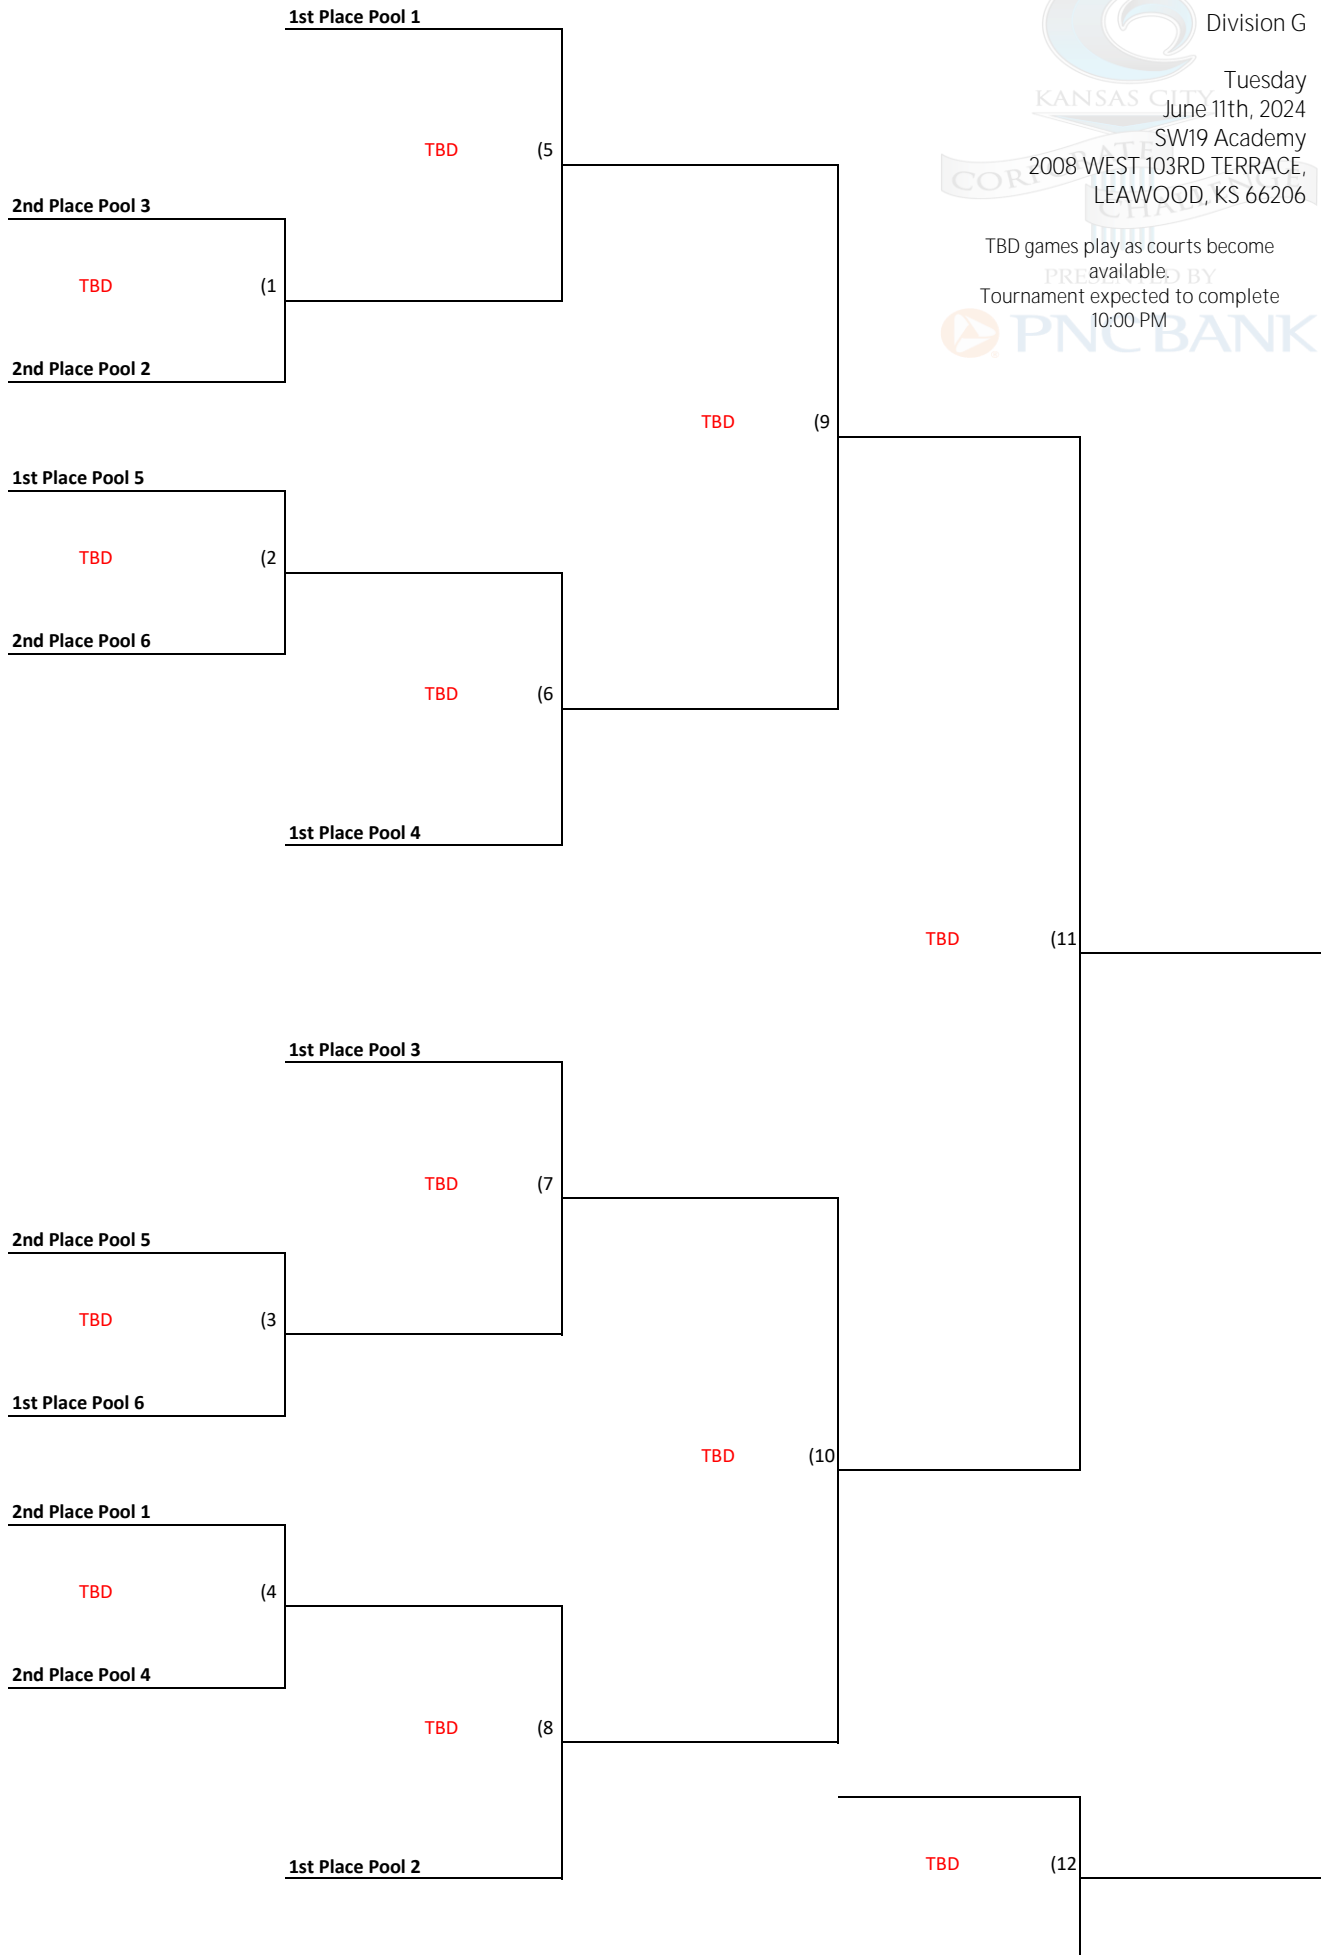 1st Place Pool 1
Division G
Tuesday
KANSAS CITY
June 11th, 2024
TBD (5
SW19 Academy
CORPORATE
2008 WEST 103RD TERRACE,
CHALLENGE
LEAWOOD, KS 66206
2nd Place Pool 3
TBD games play as courts become
available.
PRESENTED BY
TBD (1
Tournament expected to complete
10:00 PM
PNC BANK
2nd Place Pool 2
TBD (9
1st Place Pool 5
TBD (2
2nd Place Pool 6
TBD (6
1st Place Pool 4
TBD (11
1st Place Pool 3
TBD (7
2nd Place Pool 5
TBD (3
1st Place Pool 6
TBD (10
2nd Place Pool 1
TBD (4
2nd Place Pool 4
TBD (8
1st Place Pool 2
TBD (12